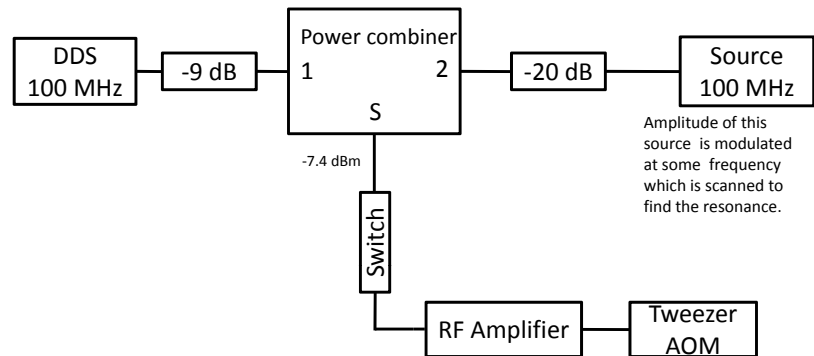 DDS
100 MHz
-9 dB
Power combiner
1
2
S
-20 dB
Source
100 MHz
Amplitude of this
source is modulated
at some frequency
which is scanned to
find the resonance.
-7.4 dBm
Switch
RF Amplifier
Tweezer
AOM